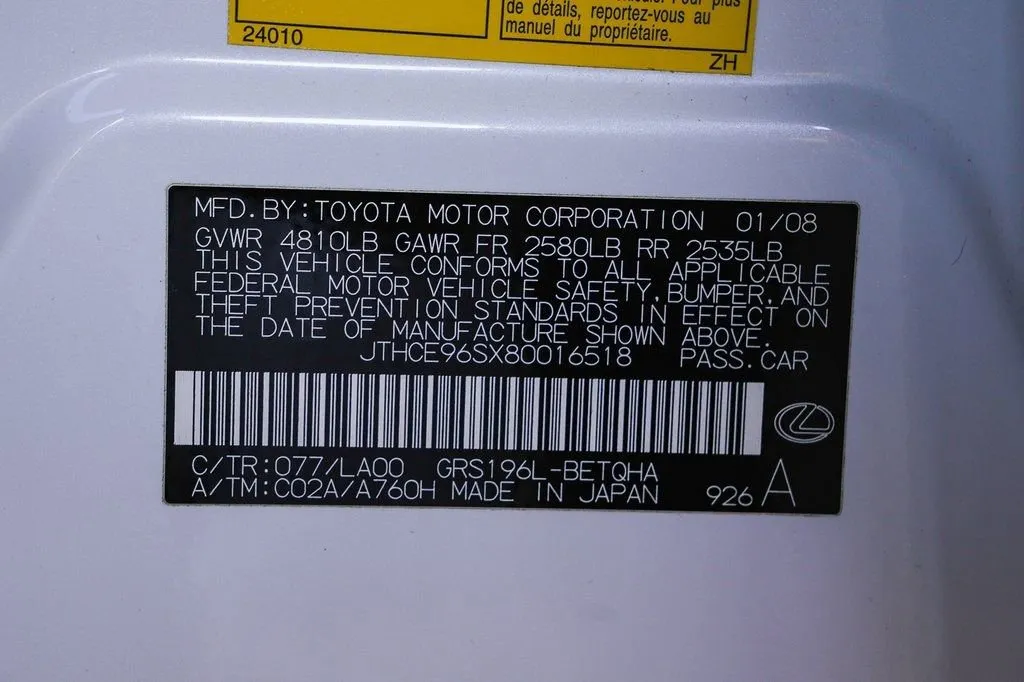 de détails, reportez-vous au
manuel du propriétaire.
24010
ZH
MFD.BY:TOYOTA MOTOR CORPORATION 01/08
GVWR 4810LB GAWR FR 2580LB RR 2535LB
THIS VEHICLE CONFORMS TO ALL APPLICABLE
FEDERAL MOTOR VEHICLE SAFETY,BUMPER,AND
THEFT PREVENTION STANDARDS IN EFFECT ON
THE DATE OF MANUFACTURE SHOWN ABOVE.
JTHCE96SX80016518 PASS.CAR
C/TR:077/LA00 GRS196L-BETQHA
A/TM:C02A/A760H MADE IN JAPAN 926 A